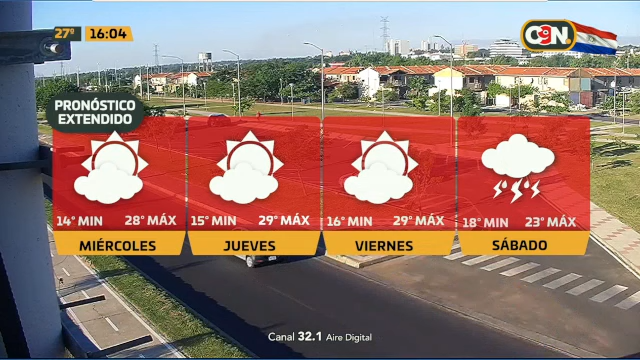 27°
16:04
C9N
PRONÓSTICO
EXTENDIDO
14° MIN 28° MÁX
MIÉRCOLES
15° MIN 29° MÁX
JUEVES
16° MIN 29° MÁX
VIERNES
18° MIN 23° MÁX
SÁBADO
Canal 32.1 Aire Digital